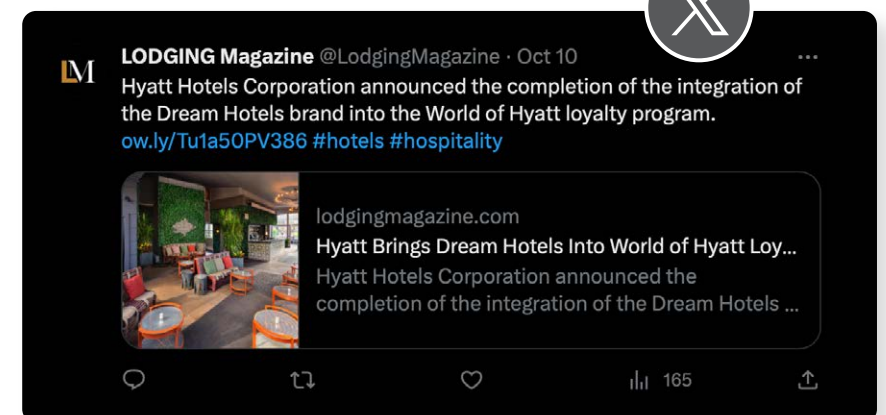 X
LM
LODGING Magazine @LodgingMagazine · Oct 10
Hyatt Hotels Corporation announced the completion of the integration of
the Dream Hotels brand into the World of Hyatt loyalty program.
ow.ly/Tu1a50PV386 #hotels #hospitality
lodgingmagazine.com
Hyatt Brings Dream Hotels Into World of Hyatt Loy...
Hyatt Hotels Corporation announced the
completion of the integration of the Dream Hotels ...
165